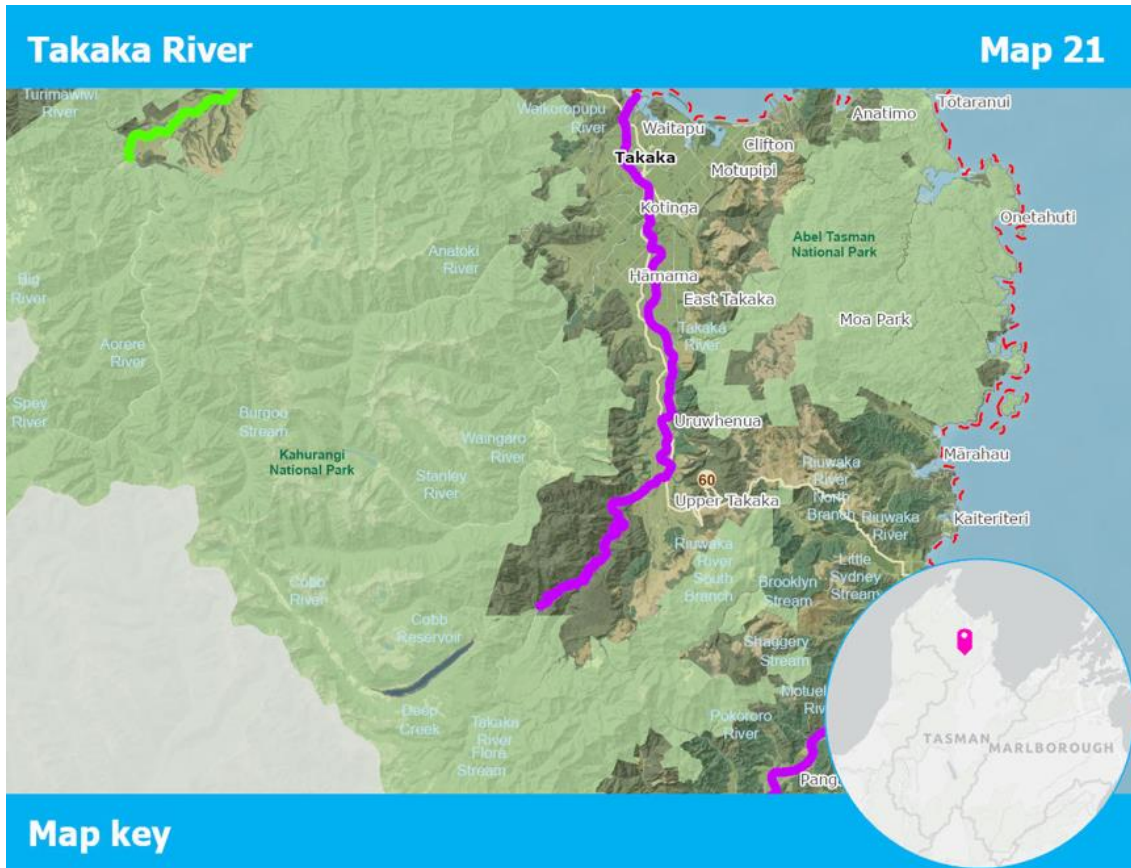 Takaka River
Map 21
Turimawiwi
River
Waikoropupu
River
Waitapu
Anatimo
Tōtaranui
Clifton
Takaka
Motupipi
Kotinga
Onetahuti
Abel Tasman
National Park
Anatoki
River
Hamama
Big
River
East Takaka
Moa Park
Takaka
River
Aorere
River
Spey
River
Burgoo
Stream
Uruwhenua
Waingaro
River
Kahurangi
National Park
Mārahau
Stanley
River
60
Riuwaka
River
North
Branch
Upper Takaka
Riuwaka
River
Kaiteriteri
Riuwaka
River
South
Branch
Little
Sydney
Stream
Brooklyn
Stream
Cobb
River
Cobb
Reservoir
Shaggery
Stream
Deep
Creek
Takaka
River
Flora
Stream
Pokororo
River
TASMAN
MARLBOROUGH
Map key